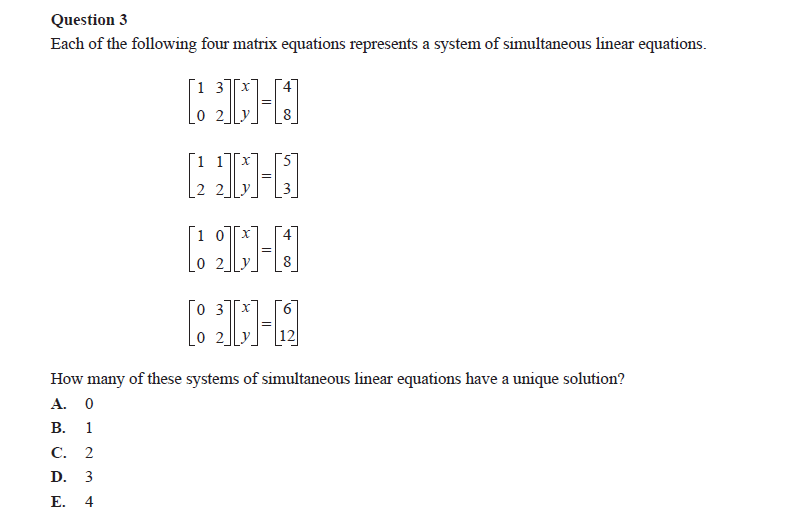 Question 3
Each of the following four matrix equations represents a system of simultaneous linear equations.
[1 3] [x] = [4]
[0 2] [y]   [8]
[1 1] [x] = [5]
[2 2] [y]   [3]
[1 0] [x] = [4]
[0 2] [y]   [8]
[0 3] [x] = [6]
[0 2] [y]   [12]
How many of these systems of simultaneous linear equations have a unique solution?
A. 0
B. 1
C. 2
D. 3
E. 4